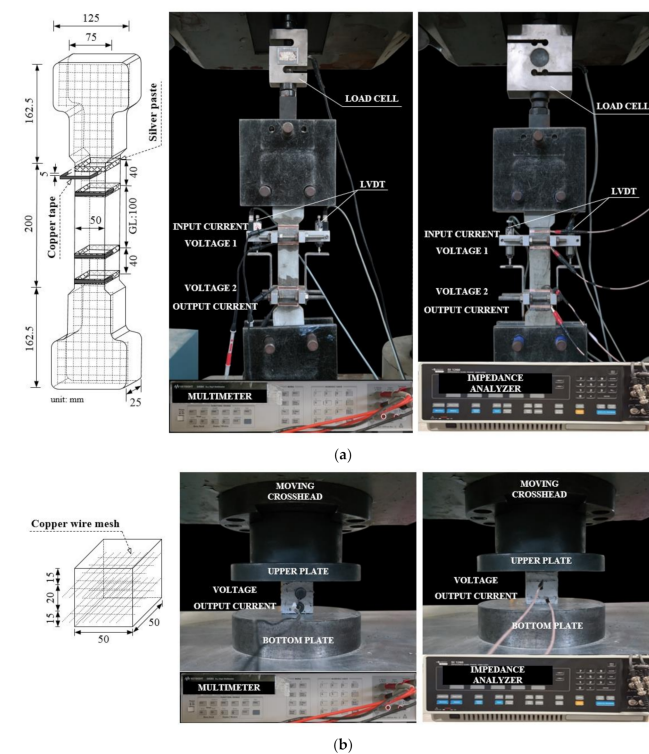 125
75
162.5
Silver paste
5
40
Copper tape
50
GL:100
200
40
162.5
25
unit: mm
LOAD CELL
LVDT
INPUT CURRENT
VOLTAGE 1
VOLTAGE 2
OUTPUT CURRENT
MULTIMETER
LOAD CELL
LVDT
INPUT CURRENT
VOLTAGE 1
VOLTAGE 2
OUTPUT CURRENT
IMPEDANCE
ANALYZER
(a)
Copper wire mesh
15
20
15
50
50
MOVING
CROSSHEAD
UPPER PLATE
VOLTAGE
OUTPUT CURRENT
BOTTOM PLATE
MULTIMETER
MOVING
CROSSHEAD
UPPER PLATE
VOLTAGE
OUTPUT CURRENT
BOTTOM PLATE
IMPEDANCE
ANALYZER
(b)